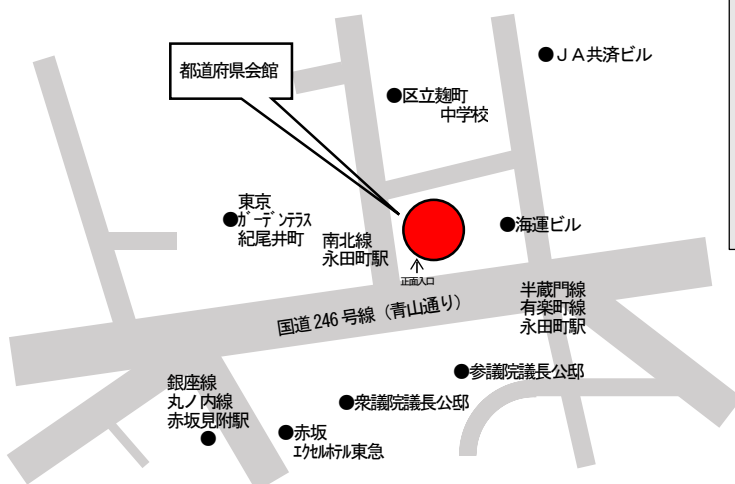 ＪＡ共済ビル
都道府県会館
区立麹町
中学校
東京
ｶﾞｰﾃﾞﾝﾃﾗｽ
紀尾井町
南北線
永田町駅
海運ビル
正面入口
半蔵門線
有楽町線
永田町駅
国道246号線（青山通り）
参議院議長公邸
銀座線
丸ノ内線
赤坂見附駅
衆議院議長公邸
赤坂
ｴｸｾﾙﾎﾃﾙ東急